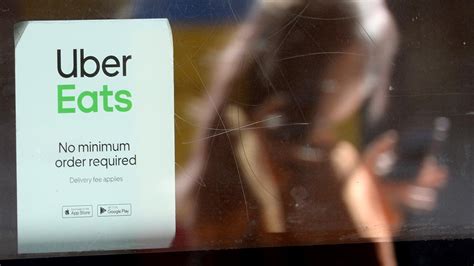 Uber
Eats
No minimum
order required
Delivery fee applies
App Store
Google Play